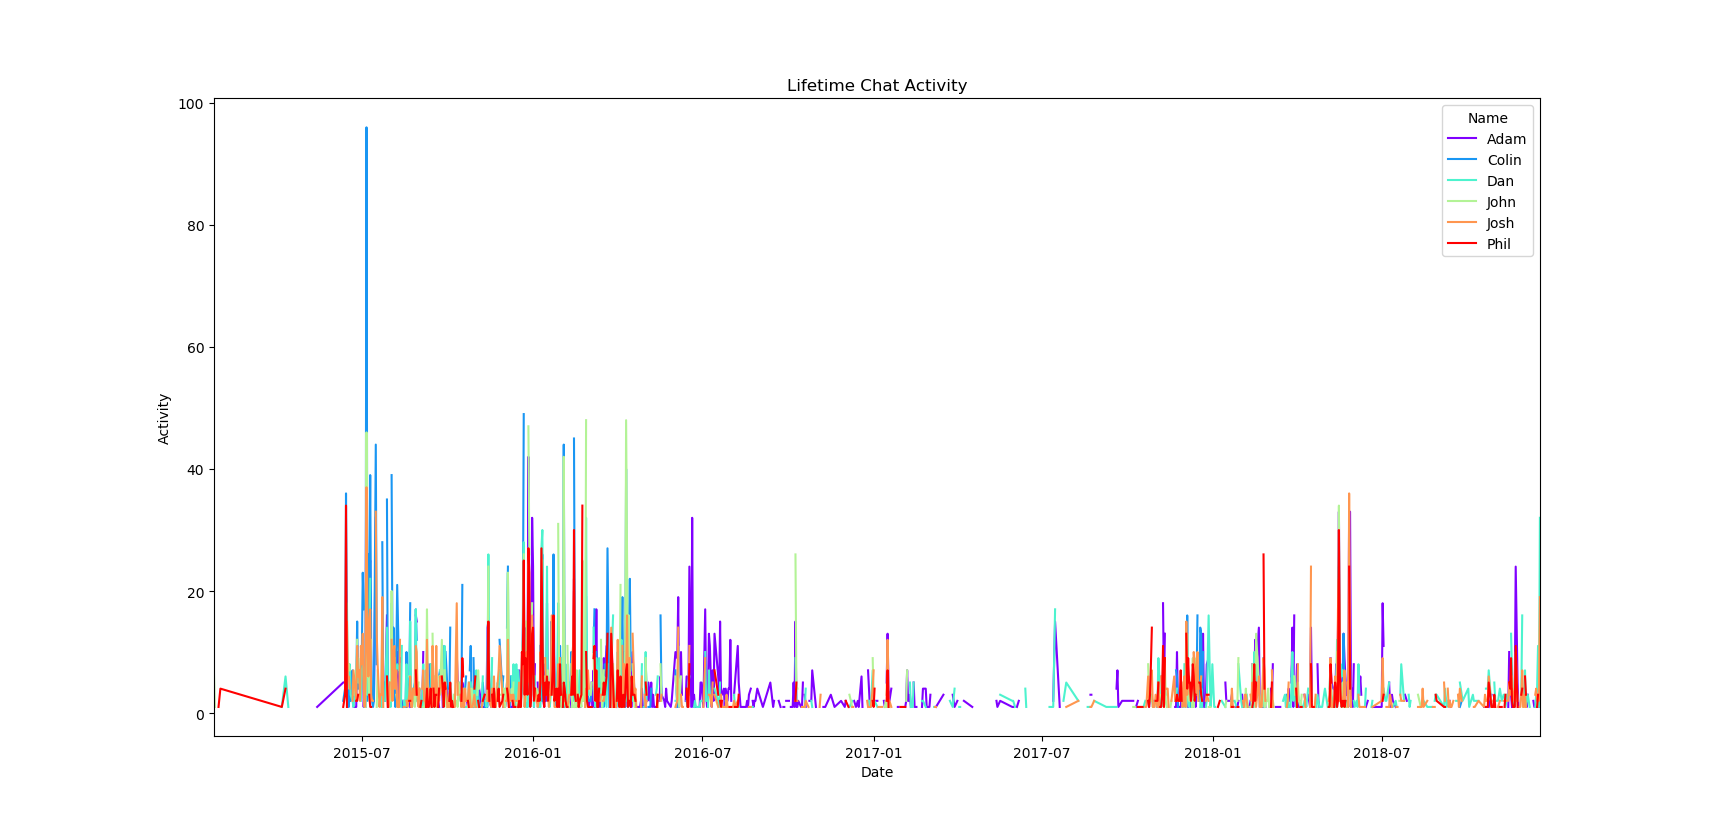 Lifetime Chat Activity
100
80
60
40
20
0
Activity
Name
Adam
Colin
Dan
John
Josh
Phil
2015-07
2016-01
2016-07
2017-01
2017-07
2018-01
2018-07
Date